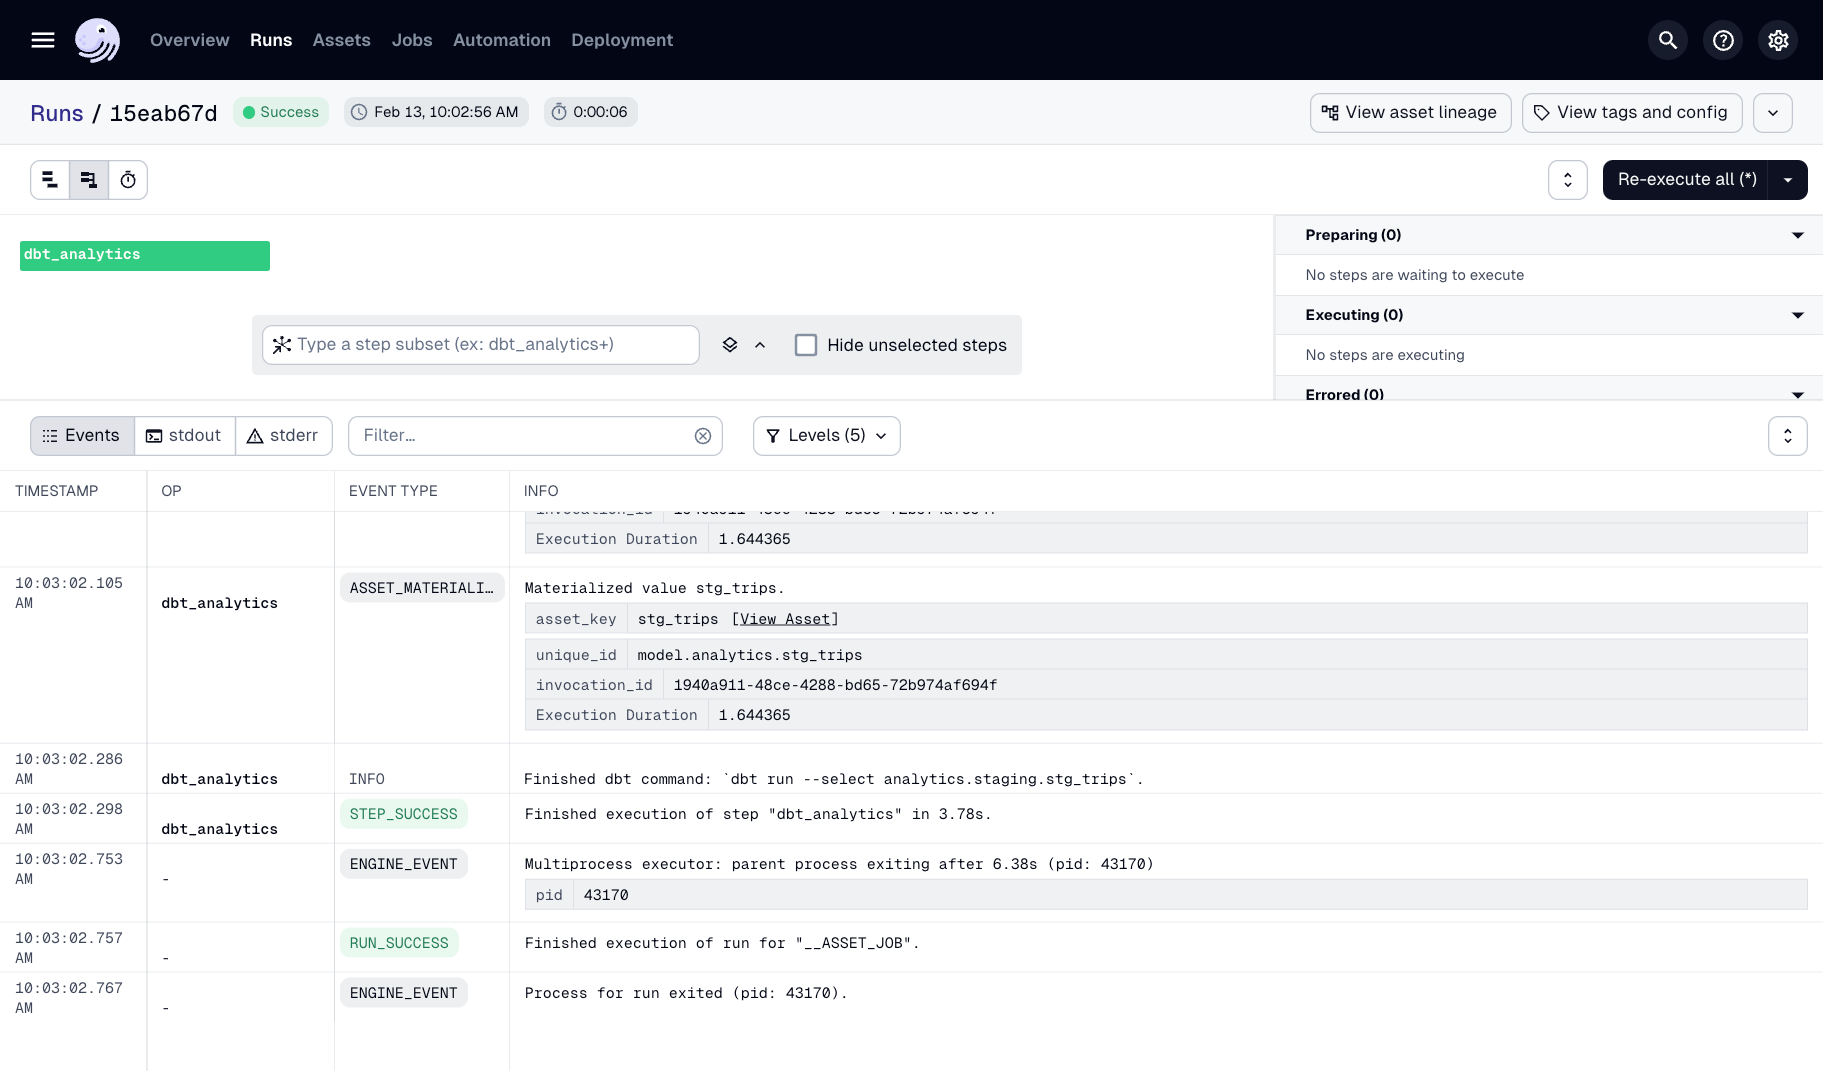 Overview Runs Assets Jobs Automation Deployment
Runs / 15eab67d Success Feb 13, 10:02:56 AM 0:00:06 View asset lineage View tags and config
Re-execute all (*)
dbt_analytics
Type a step subset (ex: dbt_analytics+) Hide unselected steps
Preparing (0)
No steps are waiting to execute
Executing (0)
No steps are executing
Errored (0)
Events stdout stderr Filter... Levels (5)
TIMESTAMP OP EVENT TYPE INFO
Execution Duration 1.644365
10:03:02.105 AM dbt_analytics ASSET_MATERIALI… Materialized value stg_trips.
asset_key stg_trips [View Asset]
unique_id model.analytics.stg_trips
invocation_id 1940a911-48ce-4288-bd65-72b974af694f
Execution Duration 1.644365
10:03:02.286 AM dbt_analytics INFO Finished dbt command: `dbt run --select analytics.staging.stg_trips`.
10:03:02.298 AM dbt_analytics STEP_SUCCESS Finished execution of step "dbt_analytics" in 3.78s.
10:03:02.753 AM - ENGINE_EVENT Multiprocess executor: parent process exiting after 6.38s (pid: 43170)
pid 43170
10:03:02.757 AM - RUN_SUCCESS Finished execution of run for "__ASSET_JOB".
10:03:02.767 AM - ENGINE_EVENT Process for run exited (pid: 43170).